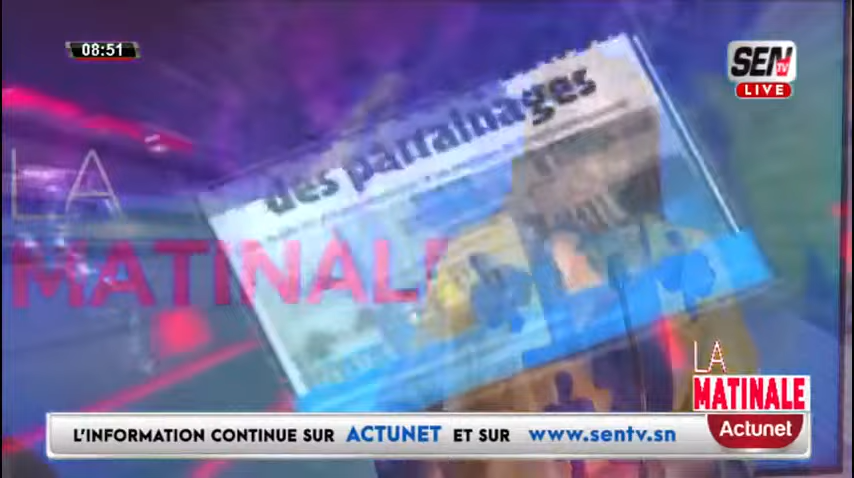 08:51
SEN TV
LIVE
des parrainages
LA
MATINALE
LA
MATINALE
Actunet
L'INFORMATION CONTINUE SUR ACTUNET ET SUR www.sentv.sn